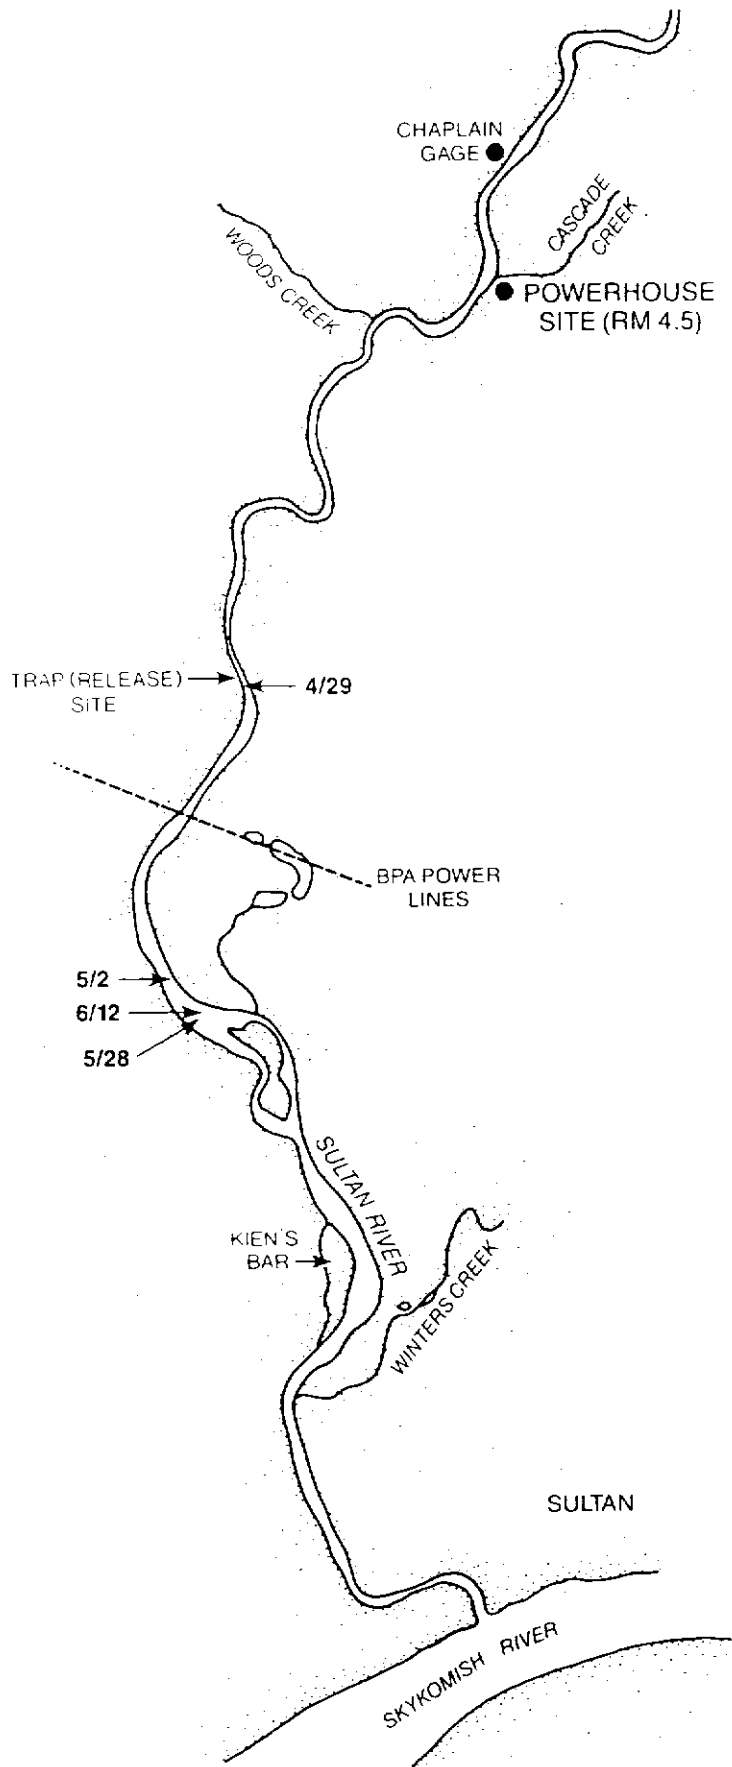 CHAPLAIN
GAGE
CASCADE
CREEK
WOODS CREEK
POWERHOUSE
SITE (RM 4.5)
TRAP (RELEASE)
SITE
4/29
BPA POWER
LINES
5/2
6/12
5/28
SULTAN RIVER
KIEN'S
BAR
WINTERS CREEK
SULTAN
SKYKOMISH RIVER